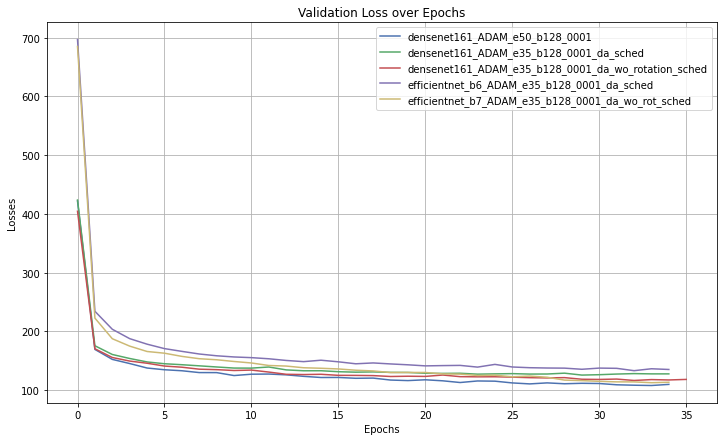 Validation Loss over Epochs
densenet161_ADAM_e50_b128_0001
densenet161_ADAM_e35_b128_0001_da_sched
densenet161_ADAM_e35_b128_0001_da_wo_rotation_sched
efficientnet_b6_ADAM_e35_b128_0001_da_sched
efficientnet_b7_ADAM_e35_b128_0001_da_wo_rot_sched
Losses
700
600
500
400
300
200
100
0 5 10 15 20 25 30 35
Epochs